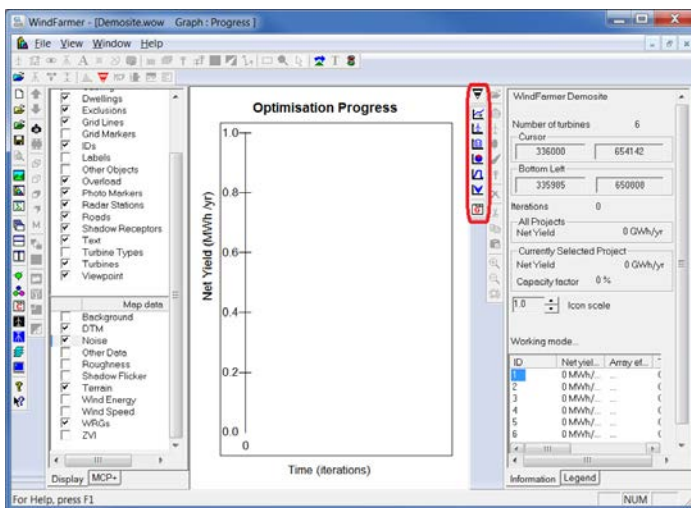 WindFarmer - [Demosite.wow   Graph : Progress ]
File View Window Help
Dwellings
Exclusions
Grid Lines
Grid Markers
IDs
Labels
Other Objects
Overload
Photo Markers
Radar Stations
Roads
Shadow Receptors
Text
Turbine Types
Turbines
Viewpoint
Map data
Background
DTM
Noise
Other Data
Roughness
Shadow Flicker
Terrain
Wind Energy
Wind Speed
WRGs
ZVI
Display MCP+
Optimisation Progress
Net Yield (MWh /yr)
1.0
0.8
0.6
0.4
0.2
0.0
0
Time (iterations)
WindFarmer Demosite
Number of turbines 6
Cursor
336000 654142
Bottom Left
335905 650000
Iterations 0
All Projects
Net Yield 0 GWh/yr
Currently Selected Project
Net Yield 0 GWh/yr
Capacity factor 0 %
1.0 Icon scale
Working mode...
ID Net yiel... Array ef...
1 0 MWh/... ...
2 0 MWh/... ...
3 0 MWh/... ...
4 0 MWh/... ...
5 0 MWh/... ...
6 0 MWh/... ...
Information Legend
For Help, press F1 NUM